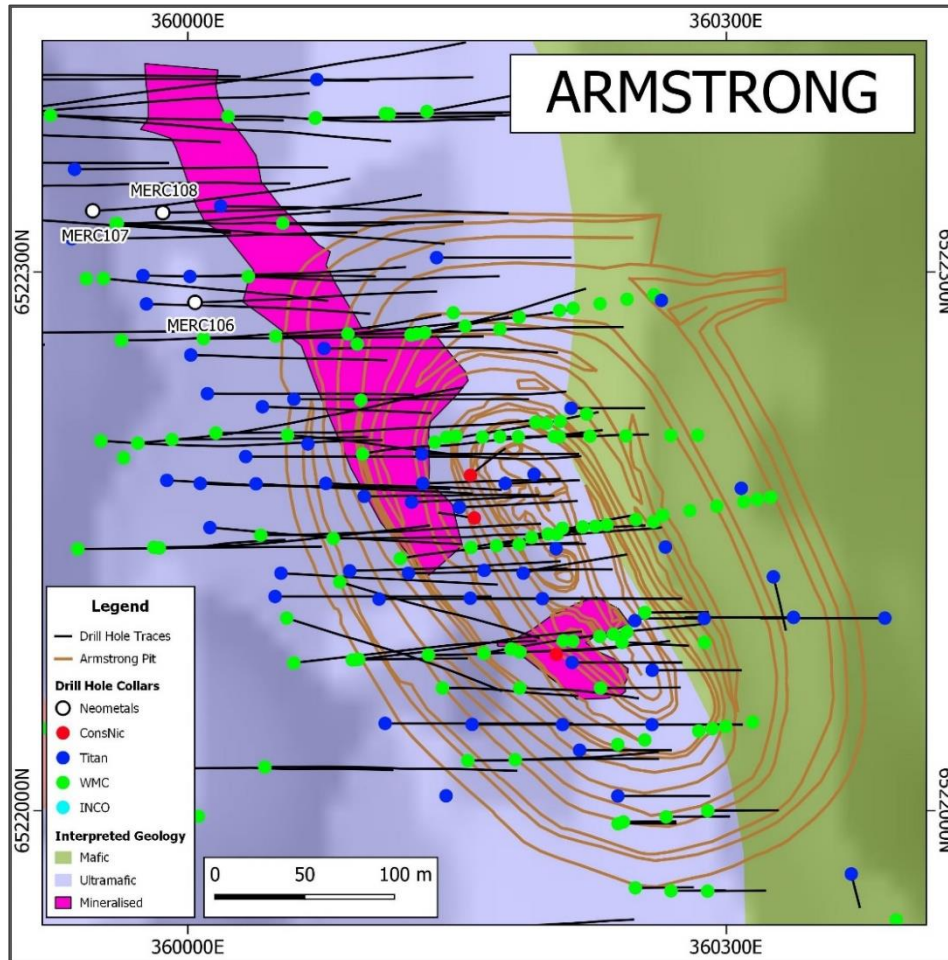 360000E
360300E
ARMSTRONG
MERC108
MERC107
6522300N
6522300N
MERC106
Legend
Drill Hole Traces
Armstrong Pit
Drill Hole Collars
Neometals
ConsNic
Titan
WMC
INCO
Interpreted Geology
Mafic
Ultramafic
Mineralised
0 50 100 m
6522000N
6522000N
360000E
360300E